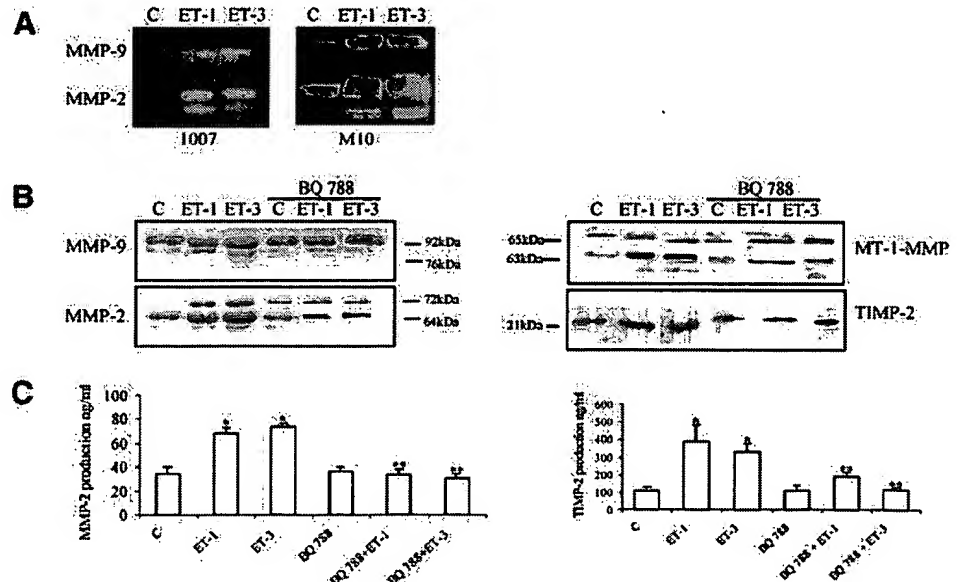 A
C ET-1 ET-3
C ET-1 ET-3
MMP-9
MMP-2
1007
M10
B
BQ 788
C ET-1 ET-3 C ET-1 ET-3
MMP-9
92kDa
76kDa
MMP-2
72kDa
64kDa
BQ 788
C ET-1 ET-3 C ET-1 ET-3
65kDa
63kDa
MT-1-MMP
21kDa
TIMP-2
C
MMP-2 production ng/ml
100
80
60
40
20
0
* * ** **
C ET-1 ET-3 BQ 788 BQ 788+ET-1 BQ 788+ET-3
TIMP-2 production ng/ml
600
500
400
300
200
100
0
** **
C ET-1 ET-3 BQ 788 BQ 788 + ET-1 BQ 788 + ET-3